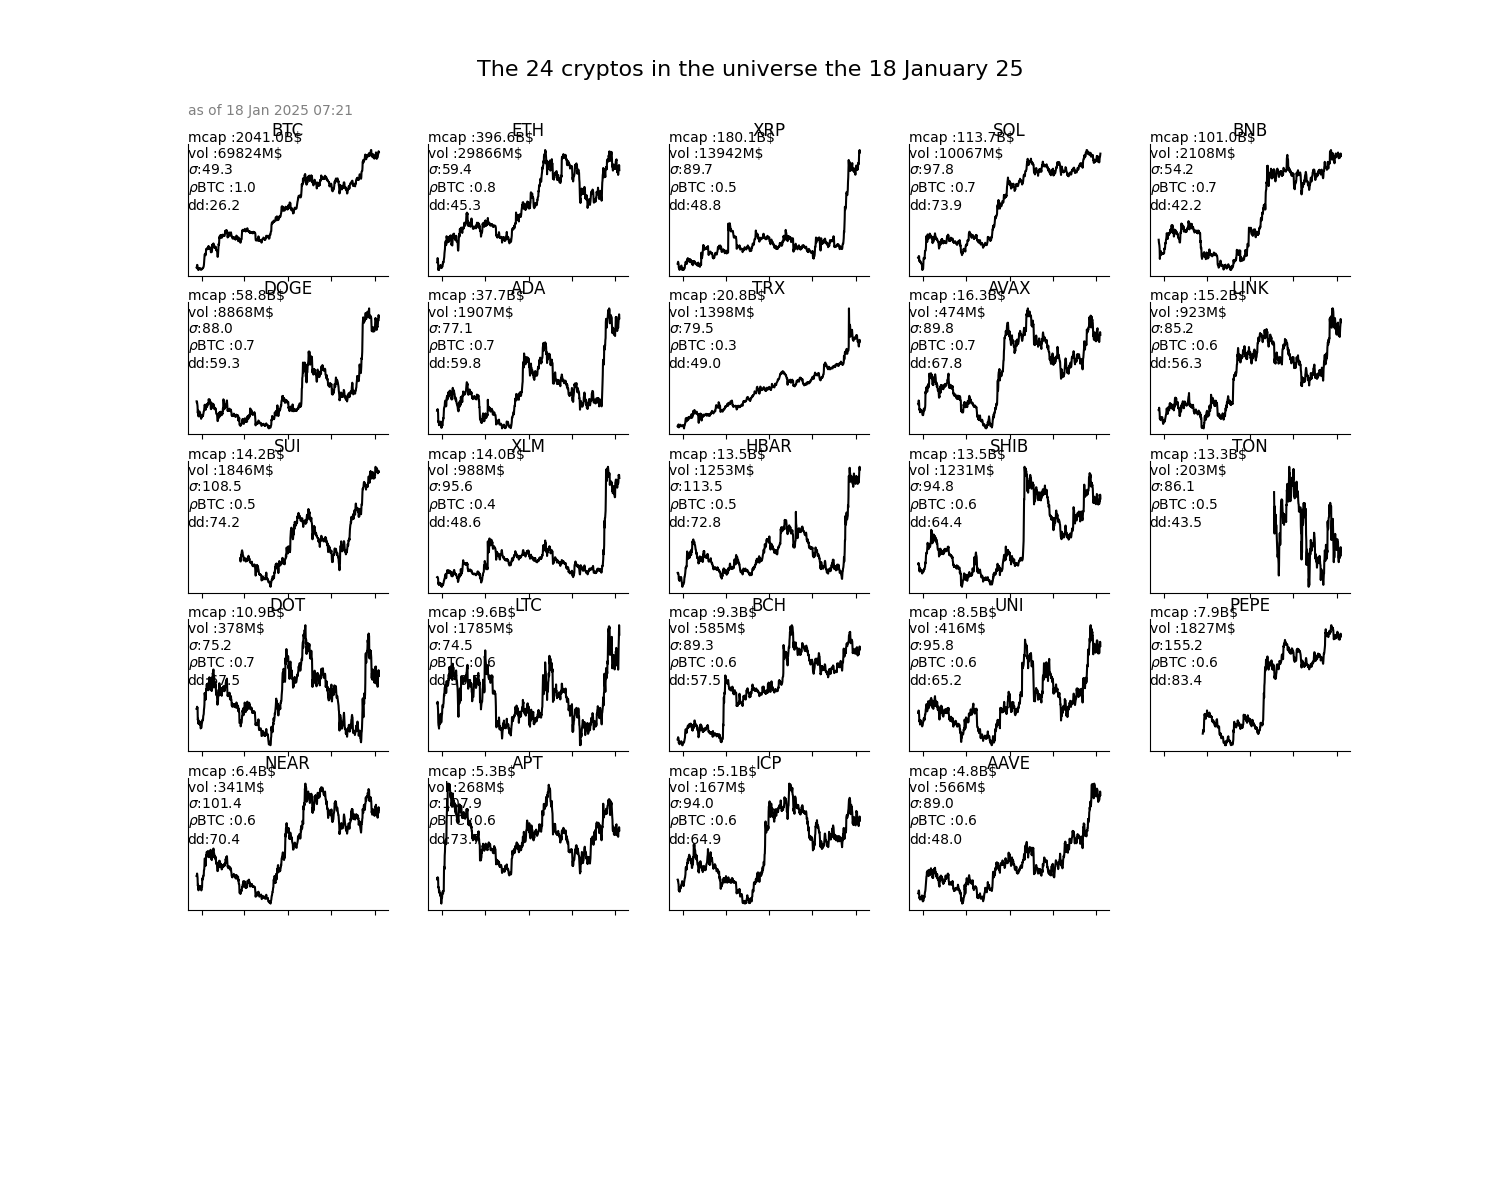 The 24 cryptos in the universe the 18 January 25
as of 18 Jan 2025 07:21
BTC
mcap :2041.0B$
vol :69824M$
σ:49.3
ρBTC :1.0
dd:26.2
ETH
mcap :396.6B$
vol :29866M$
σ:59.4
ρBTC :0.8
dd:45.3
XRP
mcap :180.1B$
vol :13942M$
σ:89.7
ρBTC :0.5
dd:48.8
SOL
mcap :113.7B$
vol :10067M$
σ:97.8
ρBTC :0.7
dd:73.9
BNB
mcap :101.0B$
vol :2108M$
σ:54.2
ρBTC :0.7
dd:42.2
DOGE
mcap :58.8B$
vol :8868M$
σ:88.0
ρBTC :0.7
dd:59.3
ADA
mcap :37.7B$
vol :1907M$
σ:77.1
ρBTC :0.7
dd:59.8
TRX
mcap :20.8B$
vol :1398M$
σ:79.5
ρBTC :0.3
dd:49.0
AVAX
mcap :16.3B$
vol :474M$
σ:89.8
ρBTC :0.7
dd:67.8
LINK
mcap :15.2B$
vol :923M$
σ:85.2
ρBTC :0.6
dd:56.3
SUI
mcap :14.2B$
vol :1846M$
σ:108.5
ρBTC :0.5
dd:74.2
XLM
mcap :14.0B$
vol :988M$
σ:95.6
ρBTC :0.4
dd:48.6
HBAR
mcap :13.5B$
vol :1253M$
σ:113.5
ρBTC :0.5
dd:72.8
SHIB
mcap :13.5B$
vol :1231M$
σ:94.8
ρBTC :0.6
dd:64.4
TON
mcap :13.3B$
vol :203M$
σ:86.1
ρBTC :0.5
dd:43.5
DOT
mcap :10.9B$
vol :378M$
σ:75.2
ρBTC :0.7
LTC
mcap :9.6B$
vol :1785M$
σ:74.5
ρBTC :0.6
BCH
mcap :9.3B$
vol :585M$
σ:89.3
ρBTC :0.6
dd:57.5
UNI
mcap :8.5B$
vol :416M$
σ:95.8
ρBTC :0.6
dd:65.2
PEPE
mcap :7.9B$
vol :1827M$
σ:155.2
ρBTC :0.6
dd:83.4
NEAR
mcap :6.4B$
vol :341M$
σ:101.4
ρBTC :0.6
dd:70.4
APT
mcap :5.3B$
vol :268M$
σ:107.9
ρBTC :0.6
ICP
mcap :5.1B$
vol :167M$
σ:94.0
ρBTC :0.6
dd:64.9
AAVE
mcap :4.8B$
vol :566M$
σ:89.0
ρBTC :0.6
dd:48.0